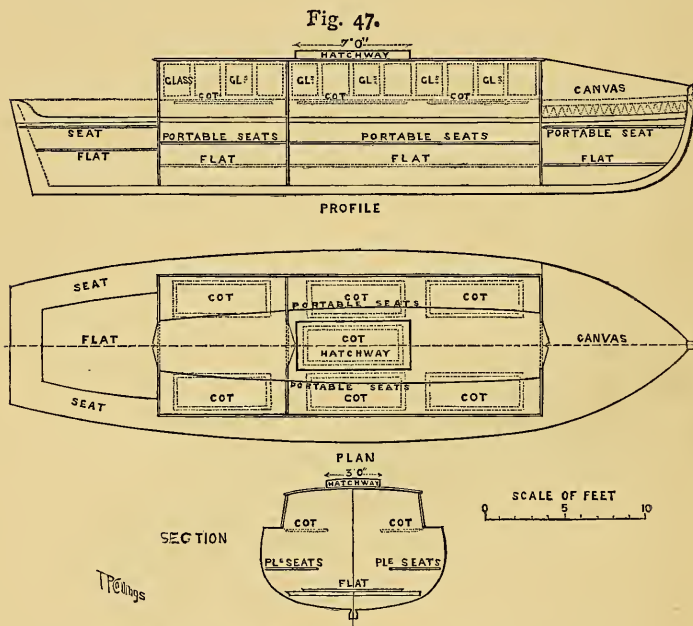 Fig. 47.
7'0"
HATCHWAY
GLASS GLS GLS GLS GLS GLS
COT COT COT
CANVAS
SEAT PORTABLE SEATS PORTABLE SEATS PORTABLE SEAT
FLAT FLAT FLAT FLAT
PROFILE
SEAT
COT COT COT
PORTABLE SEATS
FLAT COT CANVAS
HATCHWAY
PORTABLE SEATS
SEAT COT COT COT
PLAN
3'0"
HATCHWAY
SCALE OF FEET
0 5 10
SECTION
COT COT
PLE SEATS PLE SEATS
FLAT